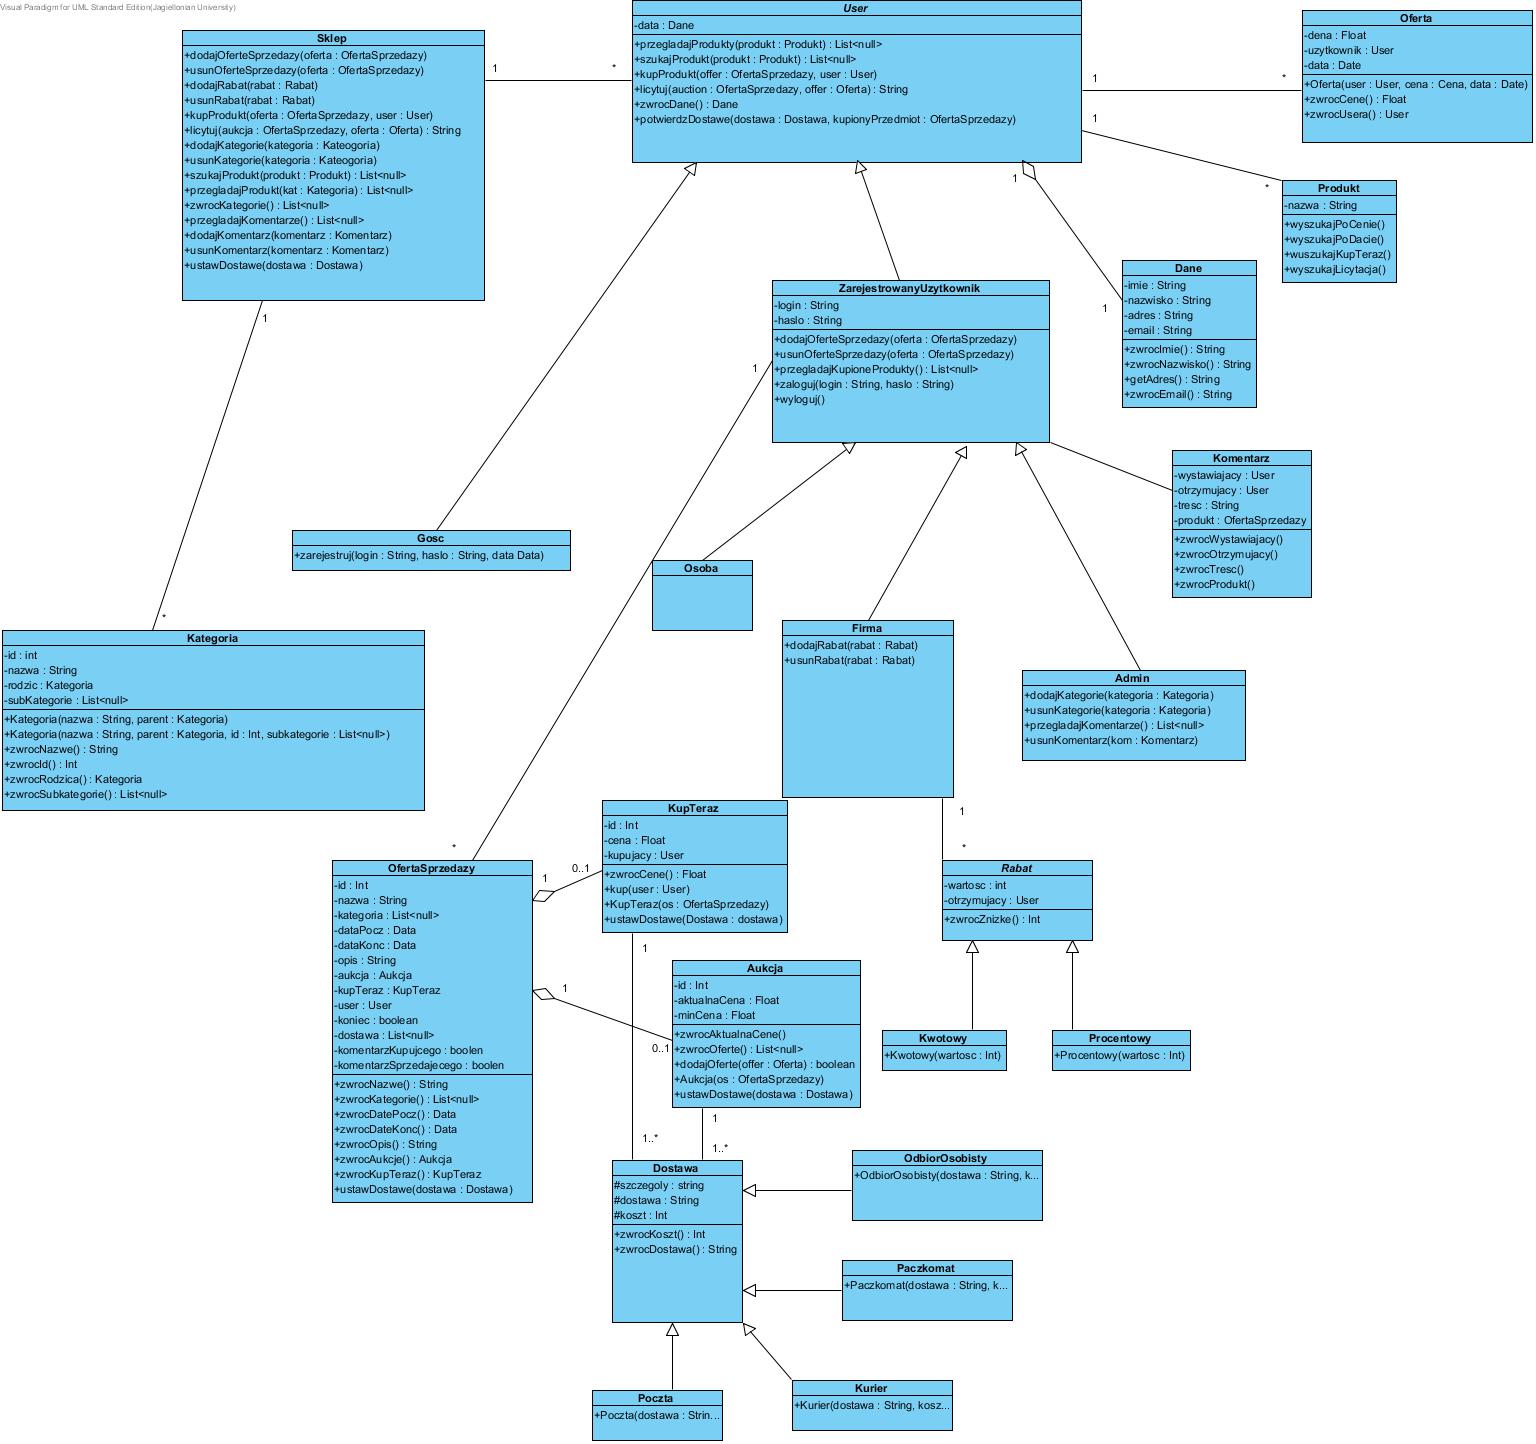 Visual Paradigm for UML Standard Edition(Jagiellonian University)
Sklep
+dodajOferteSprzedazy(oferta : OfertaSprzedazy)
+usunOferteSprzedazy(oferta : OfertaSprzedazy)
+dodajRabat(rabat : Rabat)
+usunRabat(rabat : Rabat)
+kupProdukt(oferta : OfertaSprzedazy, user : User)
+licytuj(aukcja : OfertaSprzedazy, oferta : Oferta) : String
+dodajKategorie(kategoria : Kateogoria)
+usunKategorie(kategoria : Kateogoria)
+szukajProdukt(produkt : Produkt) : List<null>
+przegladajProdukt(kat : Kategoria) : List<null>
+zwrocKategorie() : List<null>
+przegladajKomentarze() : List<null>
+dodajKomentarz(komentarz : Komentarz)
+usunKomentarz(komentarz : Komentarz)
+ustawDostawe(dostawa : Dostawa)
1
*
User
-data : Dane
+przegladajProdukty(produkt : Produkt) : List<null>
+szukajProdukt(produkt : Produkt) : List<null>
+kupProdukt(offer : OfertaSprzedazy, user : User)
+licytuj(auction : OfertaSprzedazy, offer : Oferta) : String
+zwrocDane() : Dane
+potwierdzDostawe(dostawa : Dostawa, kupionyPrzedmiot : OfertaSprzedazy)
1
*
Oferta
-dena : Float
-uzytkownik : User
-data : Date
+Oferta(user : User, cena : Cena, data : Date)
+zwrocCene() : Float
+zwrocUsera() : User
1
*
Produkt
-nazwa : String
+wyszukajPoCenie()
+wyszukajPoDacie()
+wuszukajKupTeraz()
+wyszukajLicytacja()
1
1
Dane
-imie : String
-nazwisko : String
-adres : String
-email : String
+zwrocImie() : String
+zwrocNazwisko() : String
+getAdres() : String
+zwrocEmail() : String
ZarejestrowanyUzytkownik
-login : String
-haslo : String
+dodajOferteSprzedazy(oferta : OfertaSprzedazy)
+usunOferteSprzedazy(oferta : OfertaSprzedazy)
+przegladajKupioneProdukty() : List<null>
+zaloguj(login : String, haslo : String)
+wyloguj()
1
*
Komentarz
-wystawiajacy : User
-otrzymujacy : User
-tresc : String
-produkt : OfertaSprzedazy
+zwrocWystawiajacy()
+zwrocOtrzymujacy()
+zwrocTresc()
+zwrocProdukt()
Gosc
+zarejestruj(login : String, haslo : String, data Data)
Osoba
1
*
Kategoria
-id : int
-nazwa : String
-rodzic : Kategoria
-subKategorie : List<null>
+Kategoria(nazwa : String, parent : Kategoria)
+Kategoria(nazwa : String, parent : Kategoria, id : Int, subkategorie : List<null>)
+zwrocNazwe() : String
+zwrocId() : Int
+zwrocRodzica() : Kategoria
+zwrocSubkategorie() : List<null>
Firma
+dodajRabat(rabat : Rabat)
+usunRabat(rabat : Rabat)
Admin
+dodajKategorie(kategoria : Kategoria)
+usunKategorie(kategoria : Kategoria)
+przegladajKomentarze() : List<null>
+usunKomentarz(kom : Komentarz)
OfertaSprzedazy
-id : Int
-nazwa : String
-kategoria : List<null>
-dataPocz : Data
-dataKonc : Data
-opis : String
-aukcja : Aukcja
-kupTeraz : KupTeraz
-user : User
-koniec : boolean
-dostawa : List<null>
-komentarzKupujcego : boolen
-komentarzSprzedajecego : boolen
+zwrocNazwe() : String
+zwrocKategorie() : List<null>
+zwrocDatePocz() : Data
+zwrocDateKonc() : Data
+zwrocOpis() : String
+zwrocAukcje() : Aukcja
+zwrocKupTeraz() : KupTeraz
+ustawDostawe(dostawa : Dostawa)
1
0..1
KupTeraz
-id : Int
-cena : Float
-kupujacy : User
+zwrocCene() : Float
+kup(user : User)
+KupTeraz(os : OfertaSprzedazy)
+ustawDostawe(Dostawa : dostawa)
1
1..*
1
0..1
Aukcja
-id : Int
-aktualnaCena : Float
-minCena : Float
+zwrocAktualnaCene()
+zwrocOferte() : List<null>
+dodajOferte(offer : Oferta) : boolean
+Aukcja(os : OfertaSprzedazy)
+ustawDostawe(dostawa : Dostawa)
1
1..*
1
*
Rabat
-wartosc : int
-otrzymujacy : User
+zwrocZnizke() : Int
Kwotowy
+Kwotowy(wartosc : Int)
Procentowy
+Procentowy(wartosc : Int)
Dostawa
#szczegoly : string
#dostawa : String
#koszt : Int
+zwrocKoszt() : Int
+zwrocDostawa() : String
OdbiorOsobisty
+OdbiorOsobisty(dostawa : String, k...
Paczkomat
+Paczkomat(dostawa : String, k...
Poczta
+Poczta(dostawa : Strin...
Kurier
+Kurier(dostawa : String, kosz...